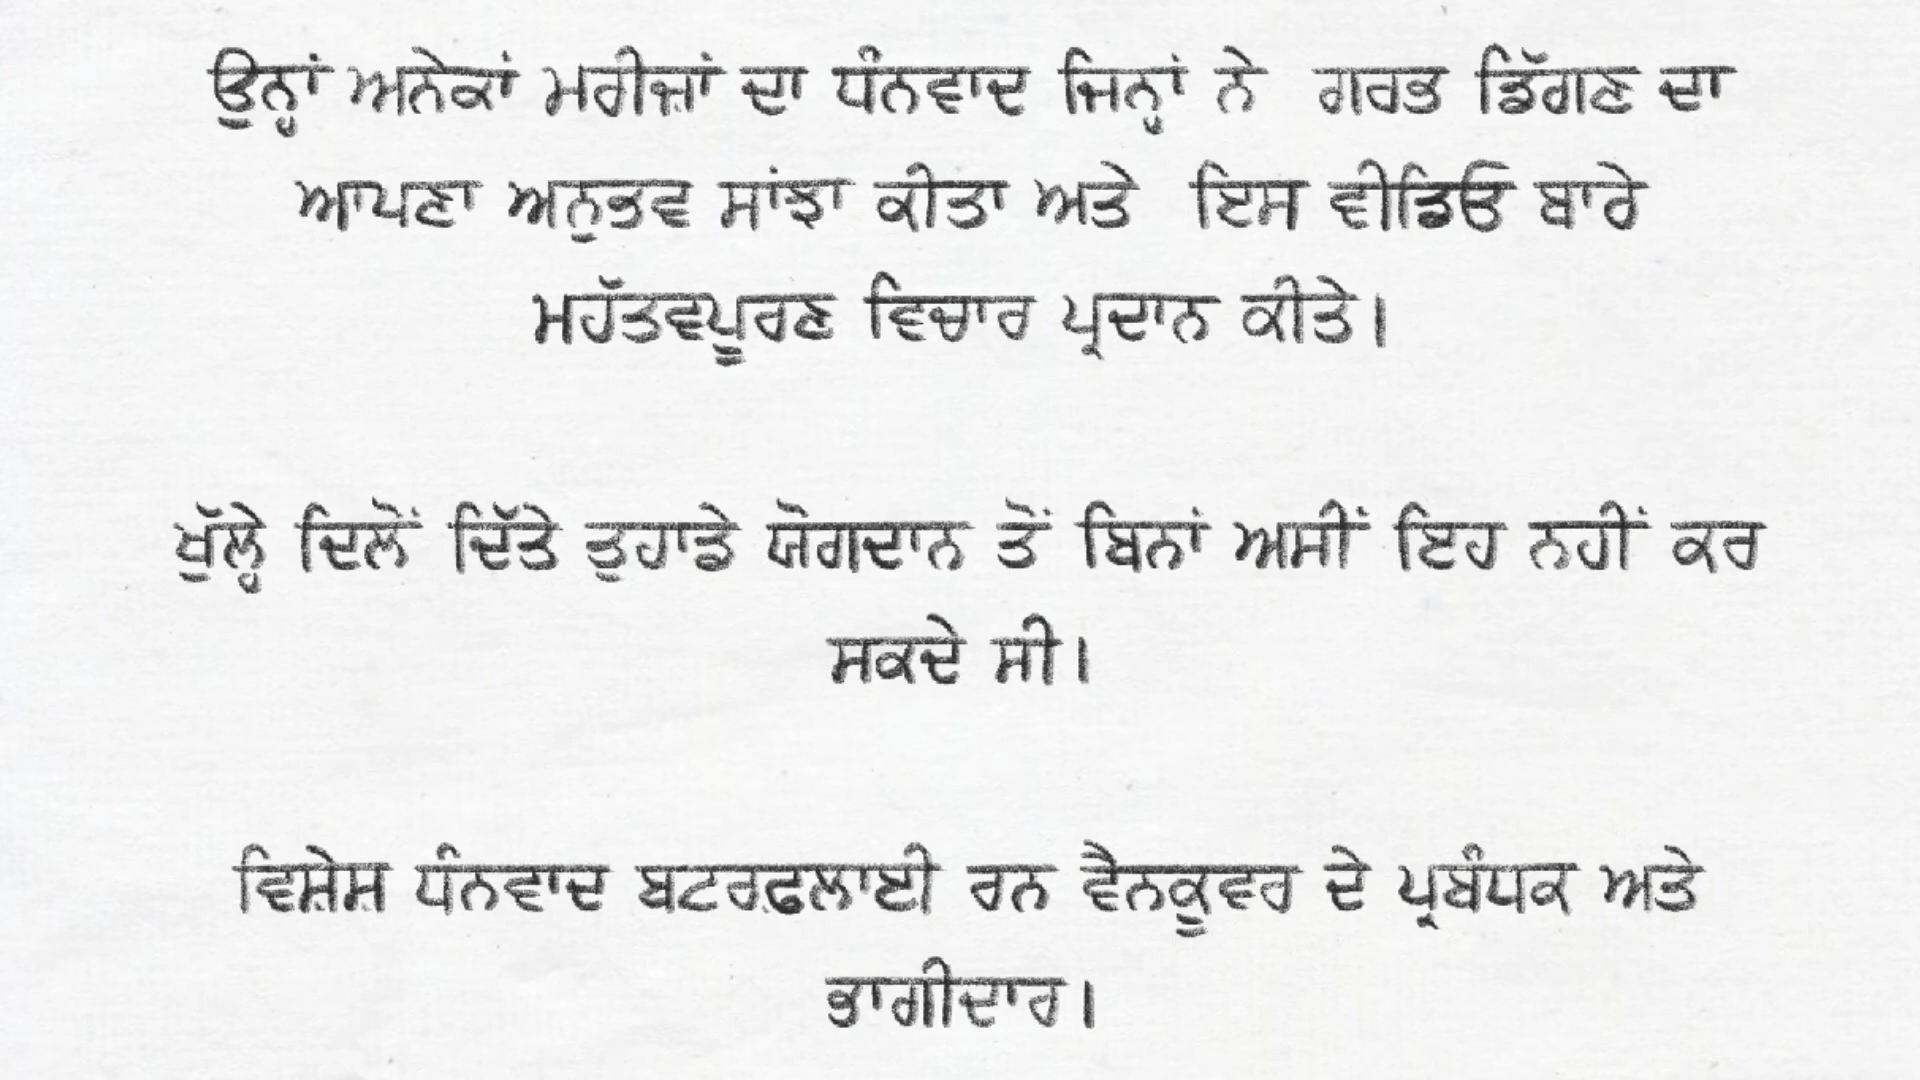 ਉਨ੍ਹਾਂ ਅਨੇਕਾਂ ਮਰੀਜ਼ਾਂ ਦਾ ਧੰਨਵਾਦ ਜਿਨ੍ਹਾਂ ਨੇ ਗਰਭ ਡਿੱਗਣ ਦਾ
ਆਪਣਾ ਅਨੁਭਵ ਸਾਂਝਾ ਕੀਤਾ ਅਤੇ ਇਸ ਵੀਡਿਓ ਬਾਰੇ
ਮਹੱਤਵਪੂਰਣ ਵਿਚਾਰ ਪ੍ਰਦਾਨ ਕੀਤੇ।
ਖੁੱਲ੍ਹੇ ਦਿਲੋਂ ਦਿੱਤੇ ਤੁਹਾਡੇ ਯੋਗਦਾਨ ਤੋਂ ਬਿਨਾਂ ਅਸੀਂ ਇਹ ਨਹੀਂ ਕਰ
ਸਕਦੇ ਸੀ।
ਵਿਸ਼ੇਸ਼ ਧੰਨਵਾਦ ਬਟਰਫ਼ਲਾਈ ਰਨ ਵੈਨਕੂਵਰ ਦੇ ਪ੍ਰਬੰਧਕ ਅਤੇ
ਭਾਗੀਦਾਰ।